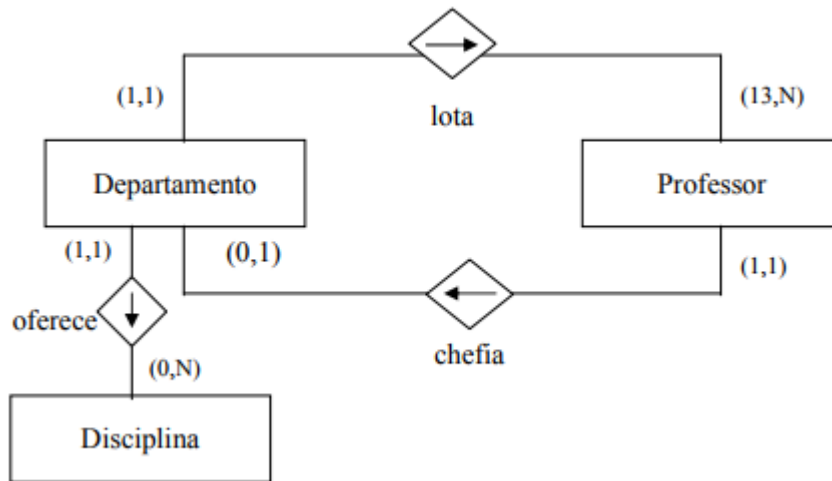 (1,1)
(13,N)
lota
Departamento
Professor
(1,1)
(0,1)
(1,1)
oferece
chefia
(0,N)
Disciplina